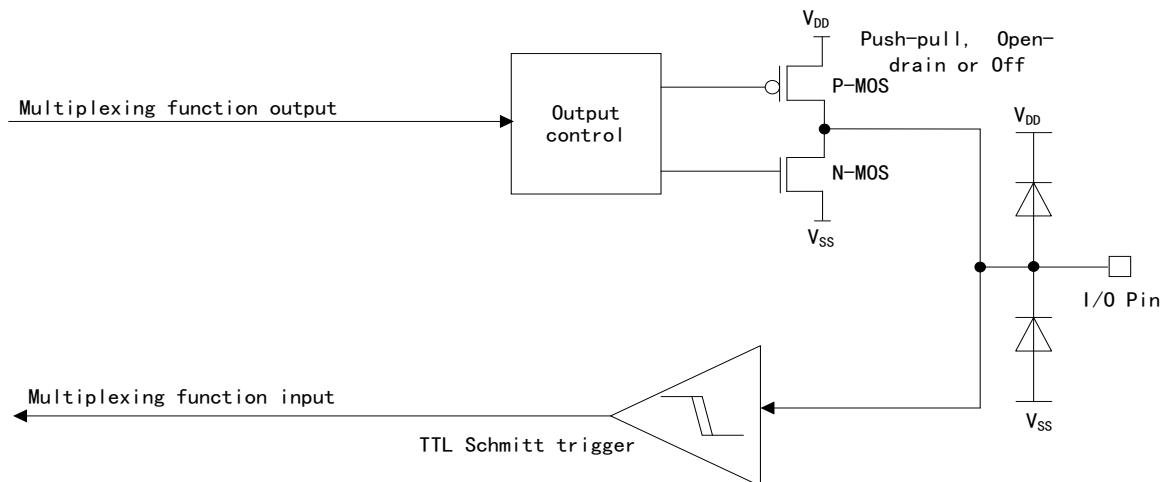 V_DD
Push-pull, Open-
drain or Off
P-MOS
Multiplexing function output
Output
control
V_DD
N-MOS
V_SS
I/O Pin
Multiplexing function input
TTL Schmitt trigger
V_SS